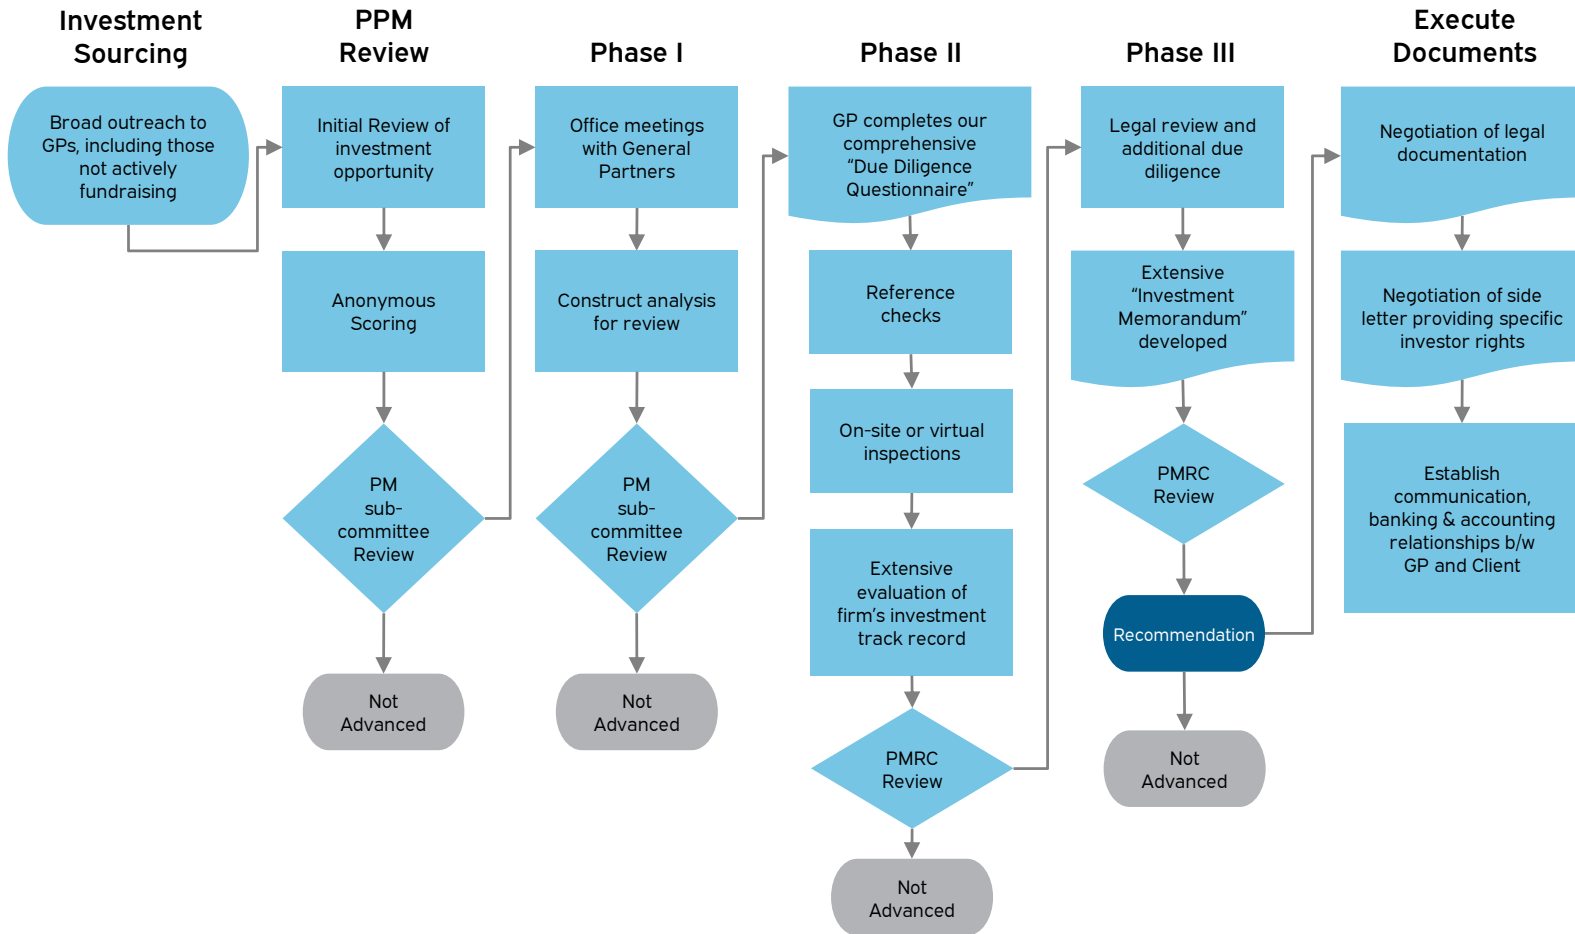 Investment
Sourcing
Broad outreach to
GPs, including those
not actively
fundraising
PPM
Review
Initial Review of
investment
opportunity
Anonymous
Scoring
PM
sub-
committee
Review
Not
Advanced
Phase I
Office meetings
with General
Partners
Construct analysis
for review
PM
sub-
committee
Review
Not
Advanced
Phase II
GP completes our
comprehensive
“Due Diligence
Questionnaire”
Reference
checks
On-site or virtual
inspections
Extensive
evaluation of
firm’s investment
track record
PMRC
Review
Not
Advanced
Phase III
Legal review and
additional due
diligence
Extensive
“Investment
Memorandum”
developed
PMRC
Review
Recommendation
Not
Advanced
Execute
Documents
Negotiation of legal
documentation
Negotiation of side
letter providing specific
investor rights
Establish
communication,
banking & accounting
relationships b/w
GP and Client